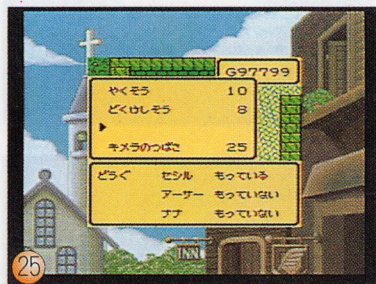 G97799
やくそう 10
どくけしそう 8
キメラのつばさ 25
どうぐ セシル もっている
アーサー もっていない
ナナ もっていない
INN
25